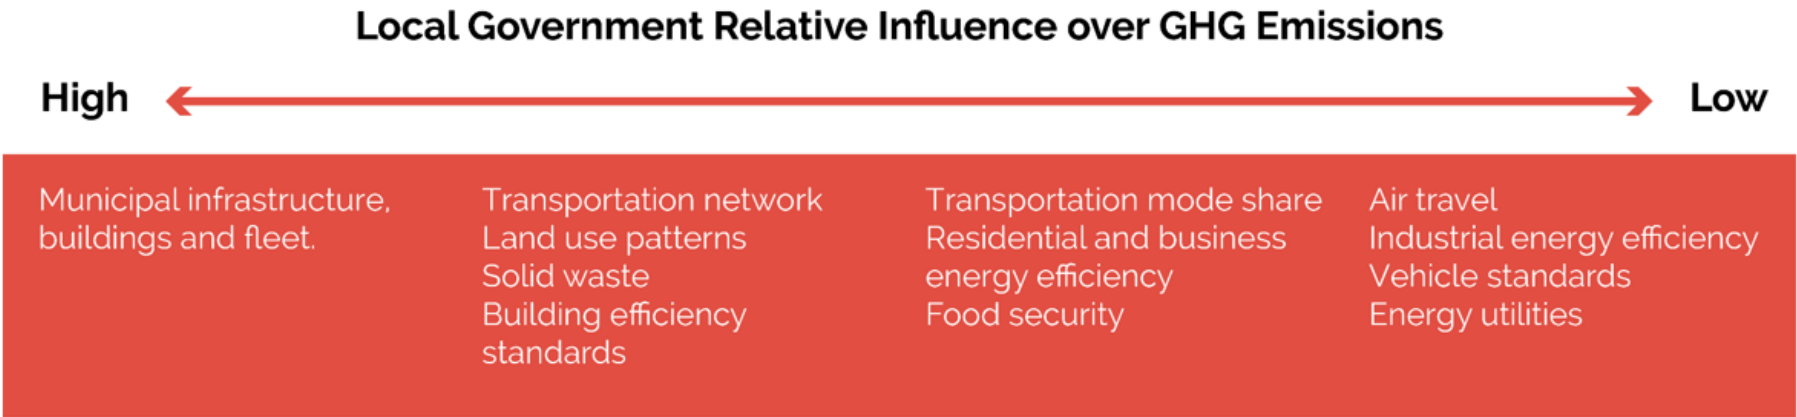 Local Government Relative Influence over GHG Emissions
High
Low
Municipal infrastructure,
buildings and fleet.
Transportation network
Land use patterns
Solid waste
Building efficiency
standards
Transportation mode share
Residential and business
energy efficiency
Food security
Air travel
Industrial energy efficiency
Vehicle standards
Energy utilities